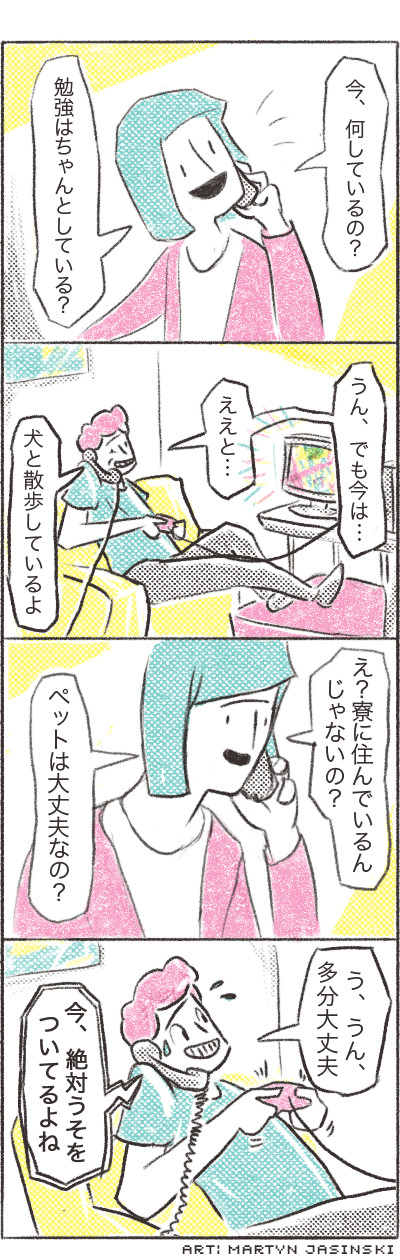 今、何しているの？
勉強はちゃんとしている？
うん、でも今は…
ええと…
犬と散歩しているよ
え？寮に住んでいるん
じゃないの？
ペットは大丈夫なの？
う、うん、
多分大丈夫
今、絶対うそを
ついてるよね
ART: MARTYN JASINSKI